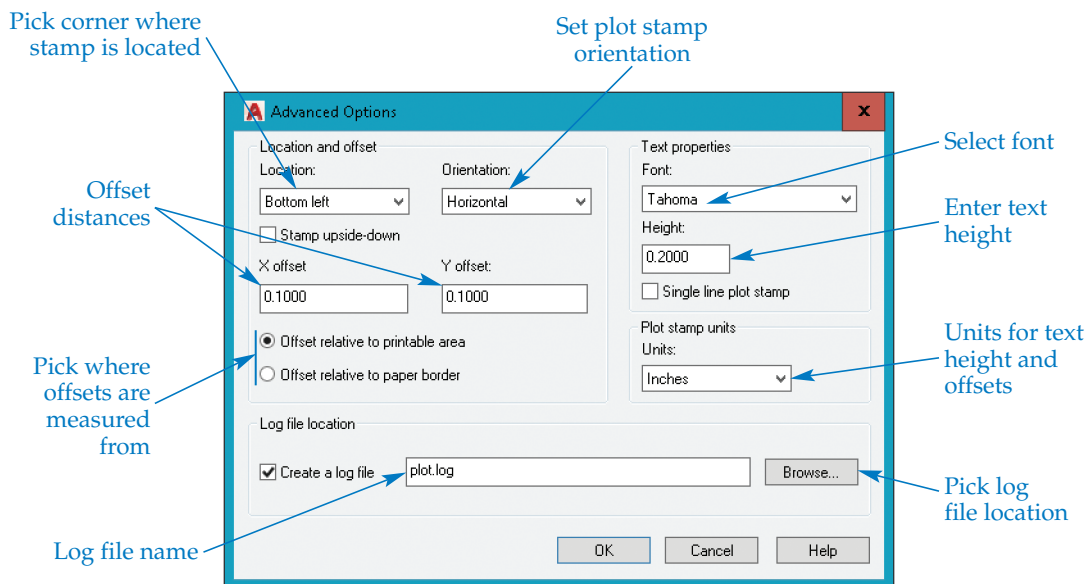 Pick corner where
stamp is located
Set plot stamp
orientation
Advanced Options
x
Location and offset
Location:
Orientation:
Bottom left
Horizontal
Stamp upside-down
X offset
Y offset:
0.1000
0.1000
Offset relative to printable area
Offset relative to paper border
Text properties
Font:
Tahoma
Height:
0.2000
Single line plot stamp
Plot stamp units
Units:
Inches
Log file location
Create a log file
plot.log
Browse...
OK
Cancel
Help
Offset
distances
Pick where
offsets are
measured
from
Log file name
Select font
Enter text
height
Units for text
height and
offsets
Pick log
file location